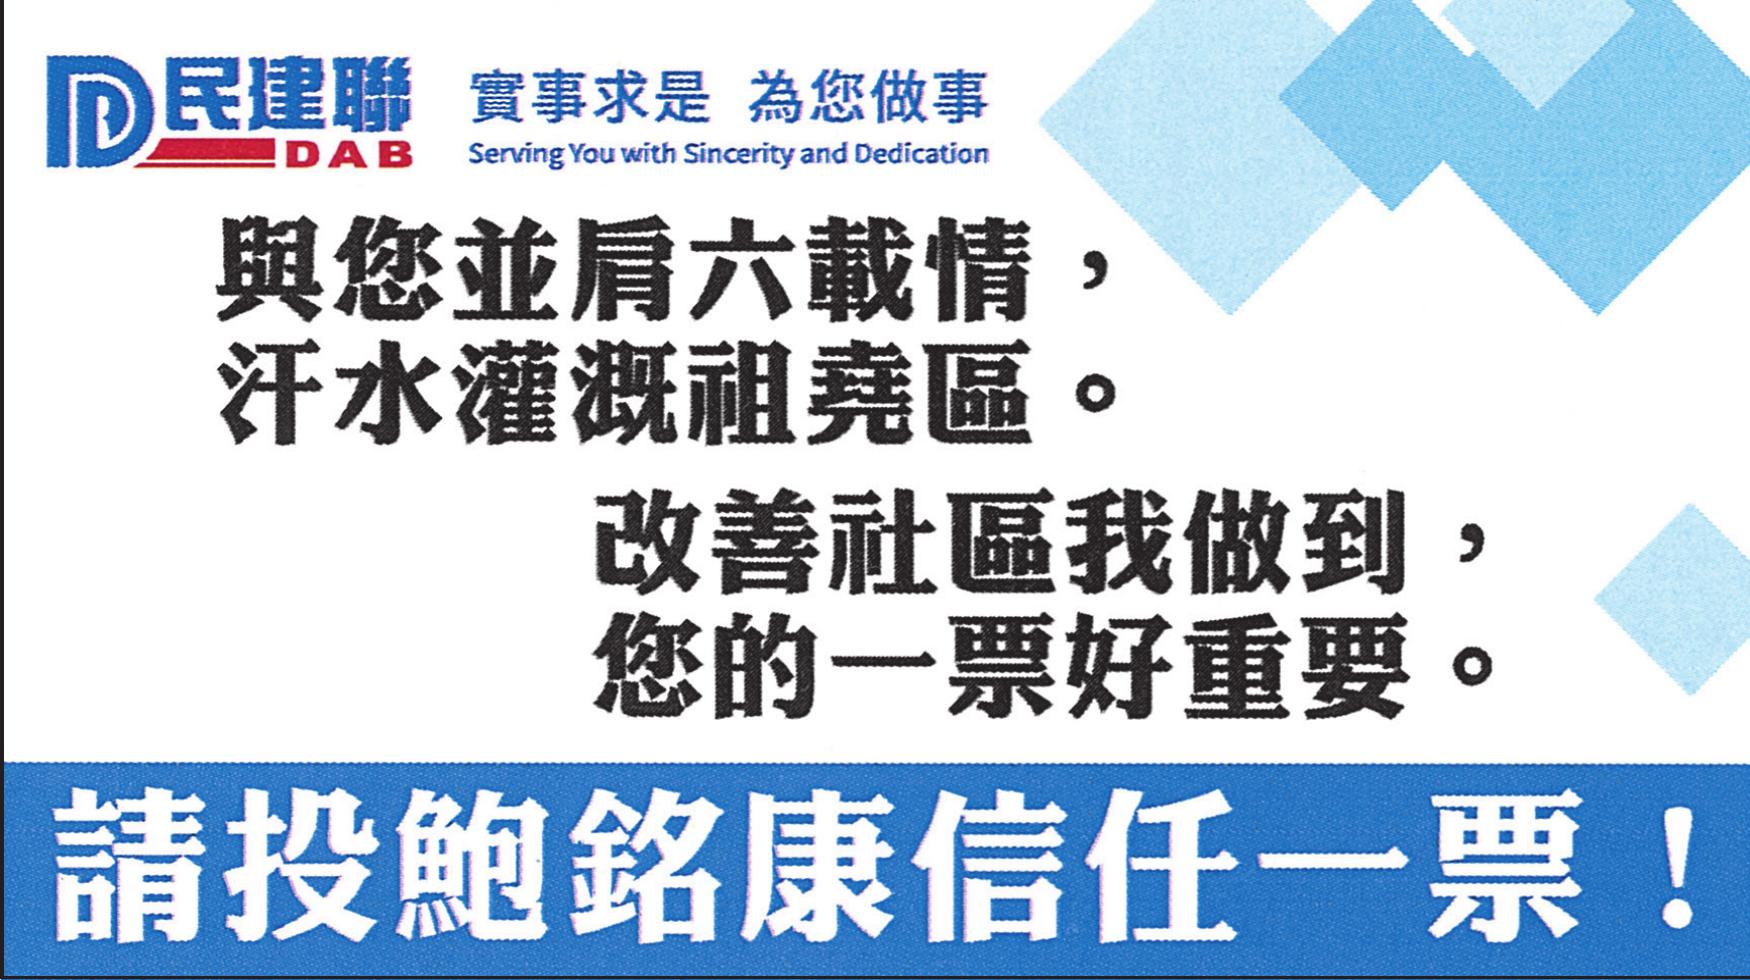 民建聯
DAB
實事求是 為您做事
Serving You with Sincerity and Dedication
與您並肩六載情，
汗水灌溉祖堯區。
改善社區我做到，
您的一票好重要。
請投鮑銘康信任一票！